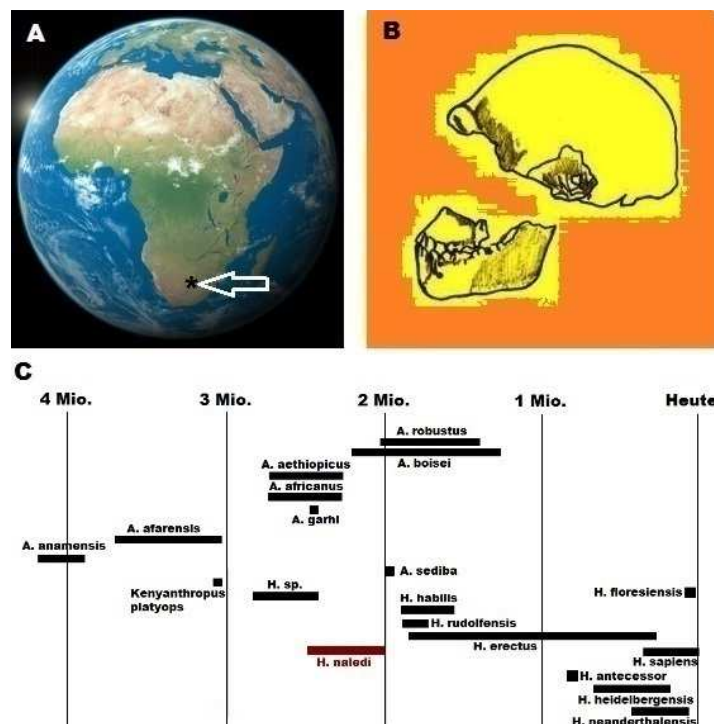 A
B
C
4 Mio.
3 Mio.
2 Mio.
1 Mio.
Heute
A. robustus
A. boisei
A. aethiopicus
A. africanus
A. garhi
A. afarensis
A. anamensis
Kenyanthropus
platyops
H. sp.
A. sediba
H. habilis
H. rudolfensis
H. floresiensis
H. erectus
H. naledi
H. sapiens
H. antecessor
H. heidelbergensis
H. neanderthalensis